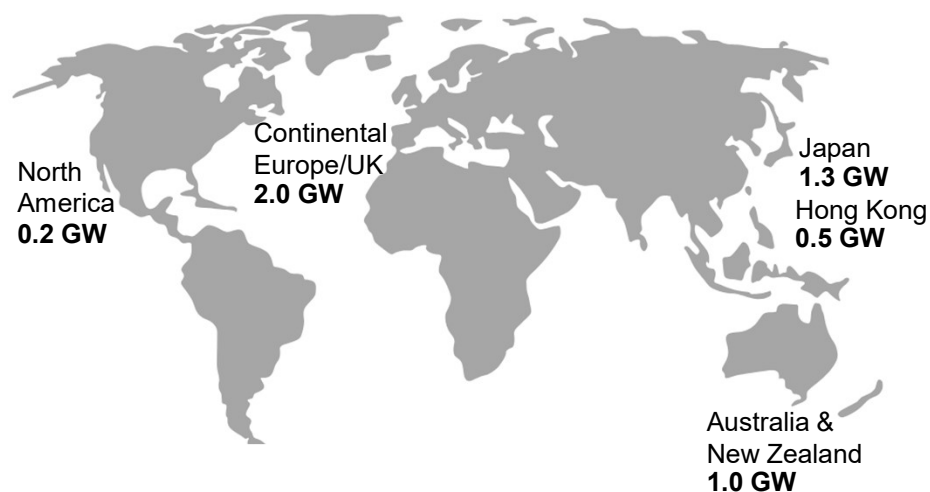 North
America
0.2 GW
Continental
Europe/UK
2.0 GW
Japan
1.3 GW
Hong Kong
0.5 GW
Australia &
New Zealand
1.0 GW